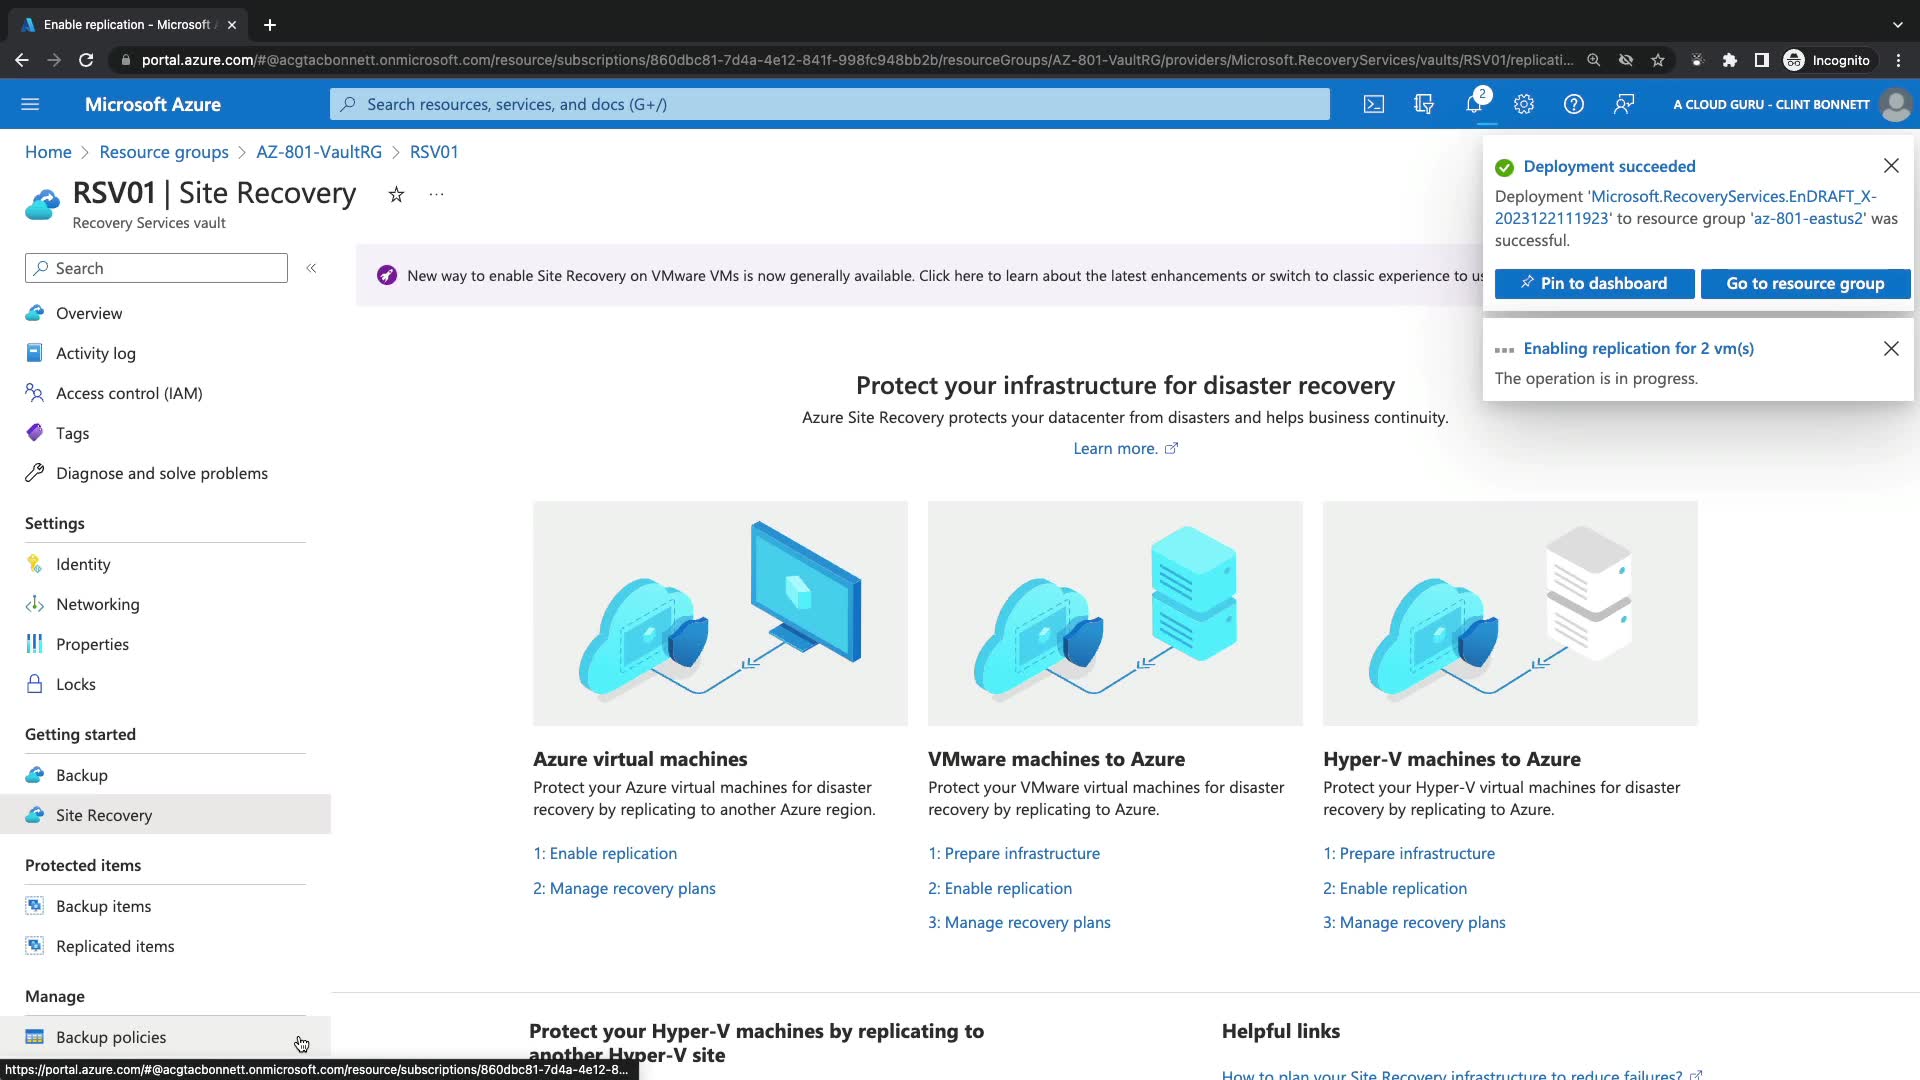 Enable replication - Microsoft A
portal.azure.com/#@acgtacbonnett.onmicrosoft.com/resource/subscriptions/860dbc81-7d4a-4e12-841f-998fc948bb2b/resourceGroups/AZ-801-VaultRG/providers/Microsoft.RecoveryServices/vaults/RSV01/replicati...
Incognito
Microsoft Azure
Search resources, services, and docs (G+/)
2
A CLOUD GURU - CLINT BONNETT
Home > Resource groups > AZ-801-VaultRG > RSV01
RSV01 | Site Recovery
Recovery Services vault
Deployment succeeded
Deployment 'Microsoft.RecoveryServices.EnDRAFT_X-
2023122111923' to resource group 'az-801-eastus2' was
successful.
Pin to dashboard
Go to resource group
Enabling replication for 2 vm(s)
The operation is in progress.
Search
New way to enable Site Recovery on VMware VMs is now generally available. Click here to learn about the latest enhancements or switch to classic experience to us
Overview
Activity log
Access control (IAM)
Tags
Diagnose and solve problems
Settings
Identity
Networking
Properties
Locks
Getting started
Backup
Site Recovery
Protected items
Backup items
Replicated items
Manage
Backup policies
Protect your infrastructure for disaster recovery
Azure Site Recovery protects your datacenter from disasters and helps business continuity.
Learn more.
Azure virtual machines
Protect your Azure virtual machines for disaster
recovery by replicating to another Azure region.
1: Enable replication
2: Manage recovery plans
VMware machines to Azure
Protect your VMware virtual machines for disaster
recovery by replicating to Azure.
1: Prepare infrastructure
2: Enable replication
3: Manage recovery plans
Hyper-V machines to Azure
Protect your Hyper-V virtual machines for disaster
recovery by replicating to Azure.
1: Prepare infrastructure
2: Enable replication
3: Manage recovery plans
Protect your Hyper-V machines by replicating to
another Hyper-V site
Helpful links
How to plan your Site Recovery infrastructure to reduce failures?
https://portal.azure.com/#@acgtacbonnett.onmicrosoft.com/resource/subscriptions/860dbc81-7d4a-4e12-8...